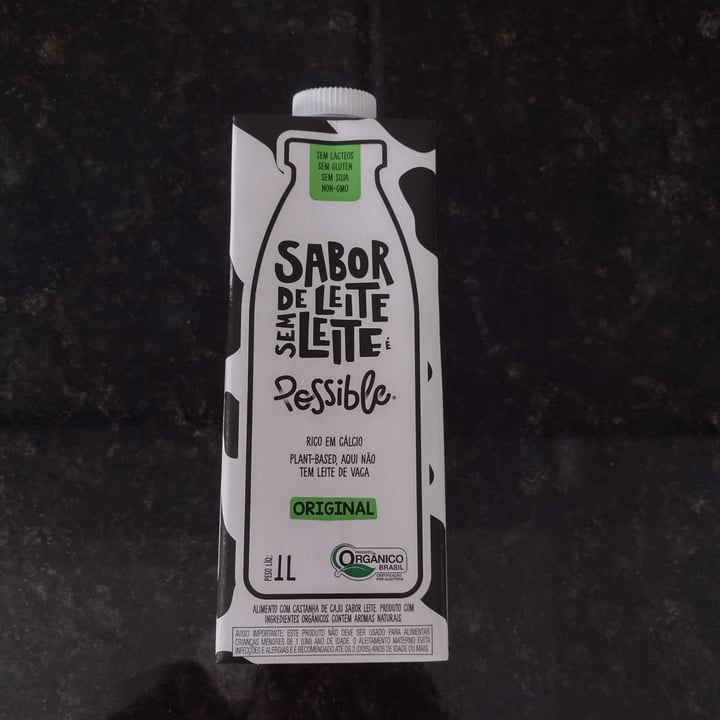 SEM LÁCTEOS
SEM GLÚTEN
SEM SOJA
NON-GMO
SABOR
DE LEITE
SEM
LEITE É
Possible®
RICO EM CÁLCIO
PLANT-BASED, AQUI NÃO
TEM LEITE DE VACA
ORIGINAL
PESO LÍQ: 1L
PRODUTO
ORGÂNICO
BRASIL
CERTIFICAÇÃO
POR AUDITORIA
ALIMENTO COM CASTANHA DE CAJU SABOR LEITE. PRODUTO COM
INGREDIENTES ORGÂNICOS. CONTÉM AROMAS NATURAIS.
AVISO IMPORTANTE: ESTE PRODUTO NÃO DEVE SER USADO PARA ALIMENTAR
CRIANÇAS MENORES DE 1 (UM) ANO DE IDADE. O ALEITAMENTO MATERNO EVITA
INFECÇÕES E ALERGIAS E É RECOMENDADO ATÉ OS 2 (DOIS) ANOS DE IDADE OU MAIS.